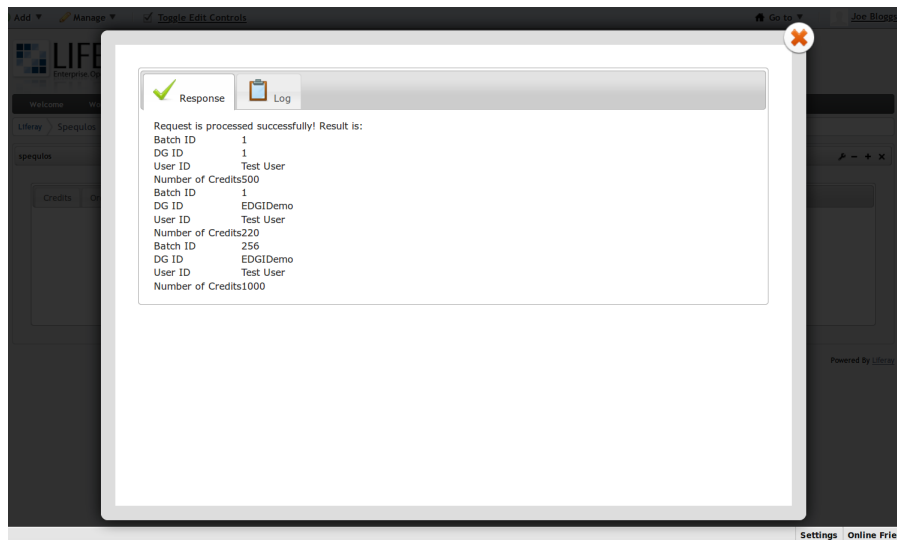 Add ▼ Manage ▼ Toggle Edit Controls Go to ▼ Joe Bloggs
LIFE
Enterprise. Op
Welcome
Liferay Spequlos
spequlos
Credits
Response Log
Request is processed successfully! Result is:
Batch ID 1
DG ID 1
User ID Test User
Number of Credits500
Batch ID 1
DG ID EDGIDemo
User ID Test User
Number of Credits220
Batch ID 256
DG ID EDGIDemo
User ID Test User
Number of Credits1000
Powered By Liferay
Settings Online Frie